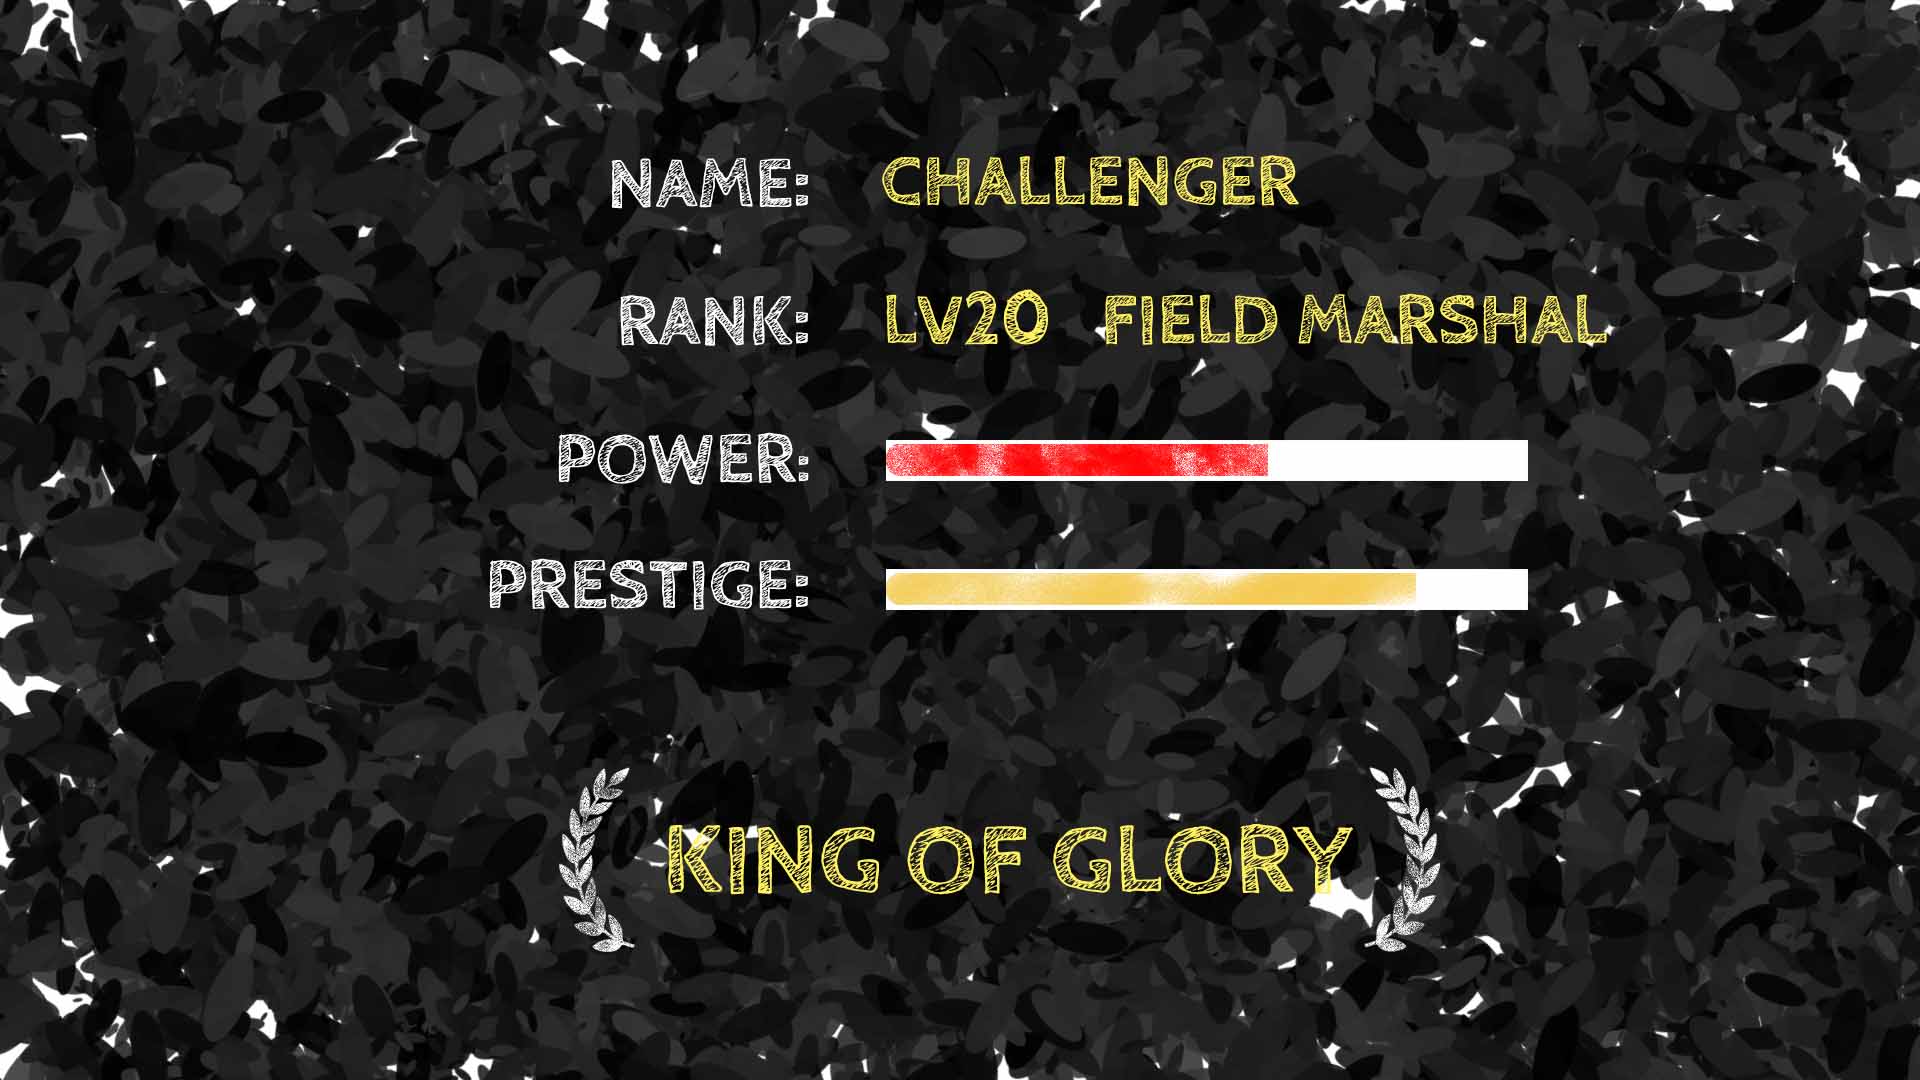 NAME: CHALLENGER
RANK: LV20 FIELD MARSHAL
POWER:
PRESTIGE:
KING OF GLORY